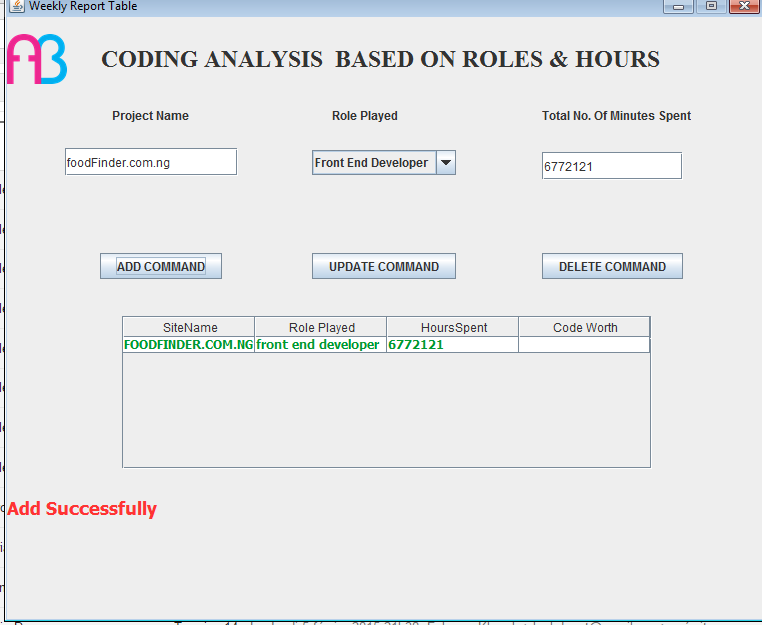 Weekly Report Table
AB
CODING ANALYSIS BASED ON ROLES & HOURS
Project Name Role Played Total No. Of Minutes Spent
foodFinder.com.ng Front End Developer 6772121
ADD COMMAND UPDATE COMMAND DELETE COMMAND
SiteName Role Played HoursSpent Code Worth
FOODFINDER.COM.NG front end developer 6772121
Add Successfully